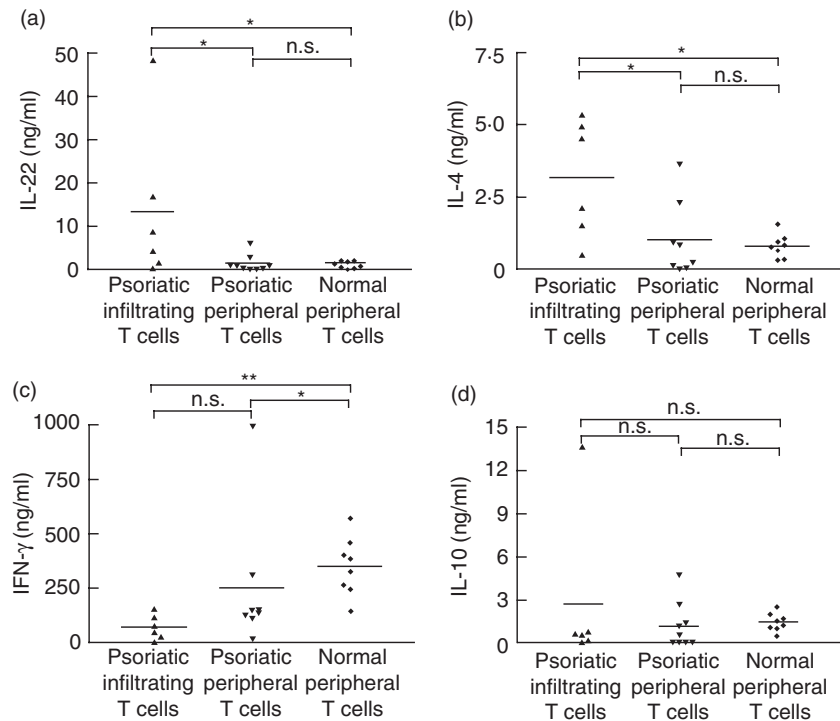 (a)
*
*
n.s.
50
40
30
20
10
0
IL-22 (ng/ml)
Psoriatic infiltrating T cells
Psoriatic peripheral T cells
Normal peripheral T cells
(b)
*
*
n.s.
7·5
5·0
2·5
0
IL-4 (ng/ml)
Psoriatic infiltrating T cells
Psoriatic peripheral T cells
Normal peripheral T cells
(c)
**
n.s.
*
1000
750
500
250
0
IFN-γ (ng/ml)
Psoriatic infiltrating T cells
Psoriatic peripheral T cells
Normal peripheral T cells
(d)
n.s.
n.s.
n.s.
15
12
9
6
3
0
IL-10 (ng/ml)
Psoriatic infiltrating T cells
Psoriatic peripheral T cells
Normal peripheral T cells